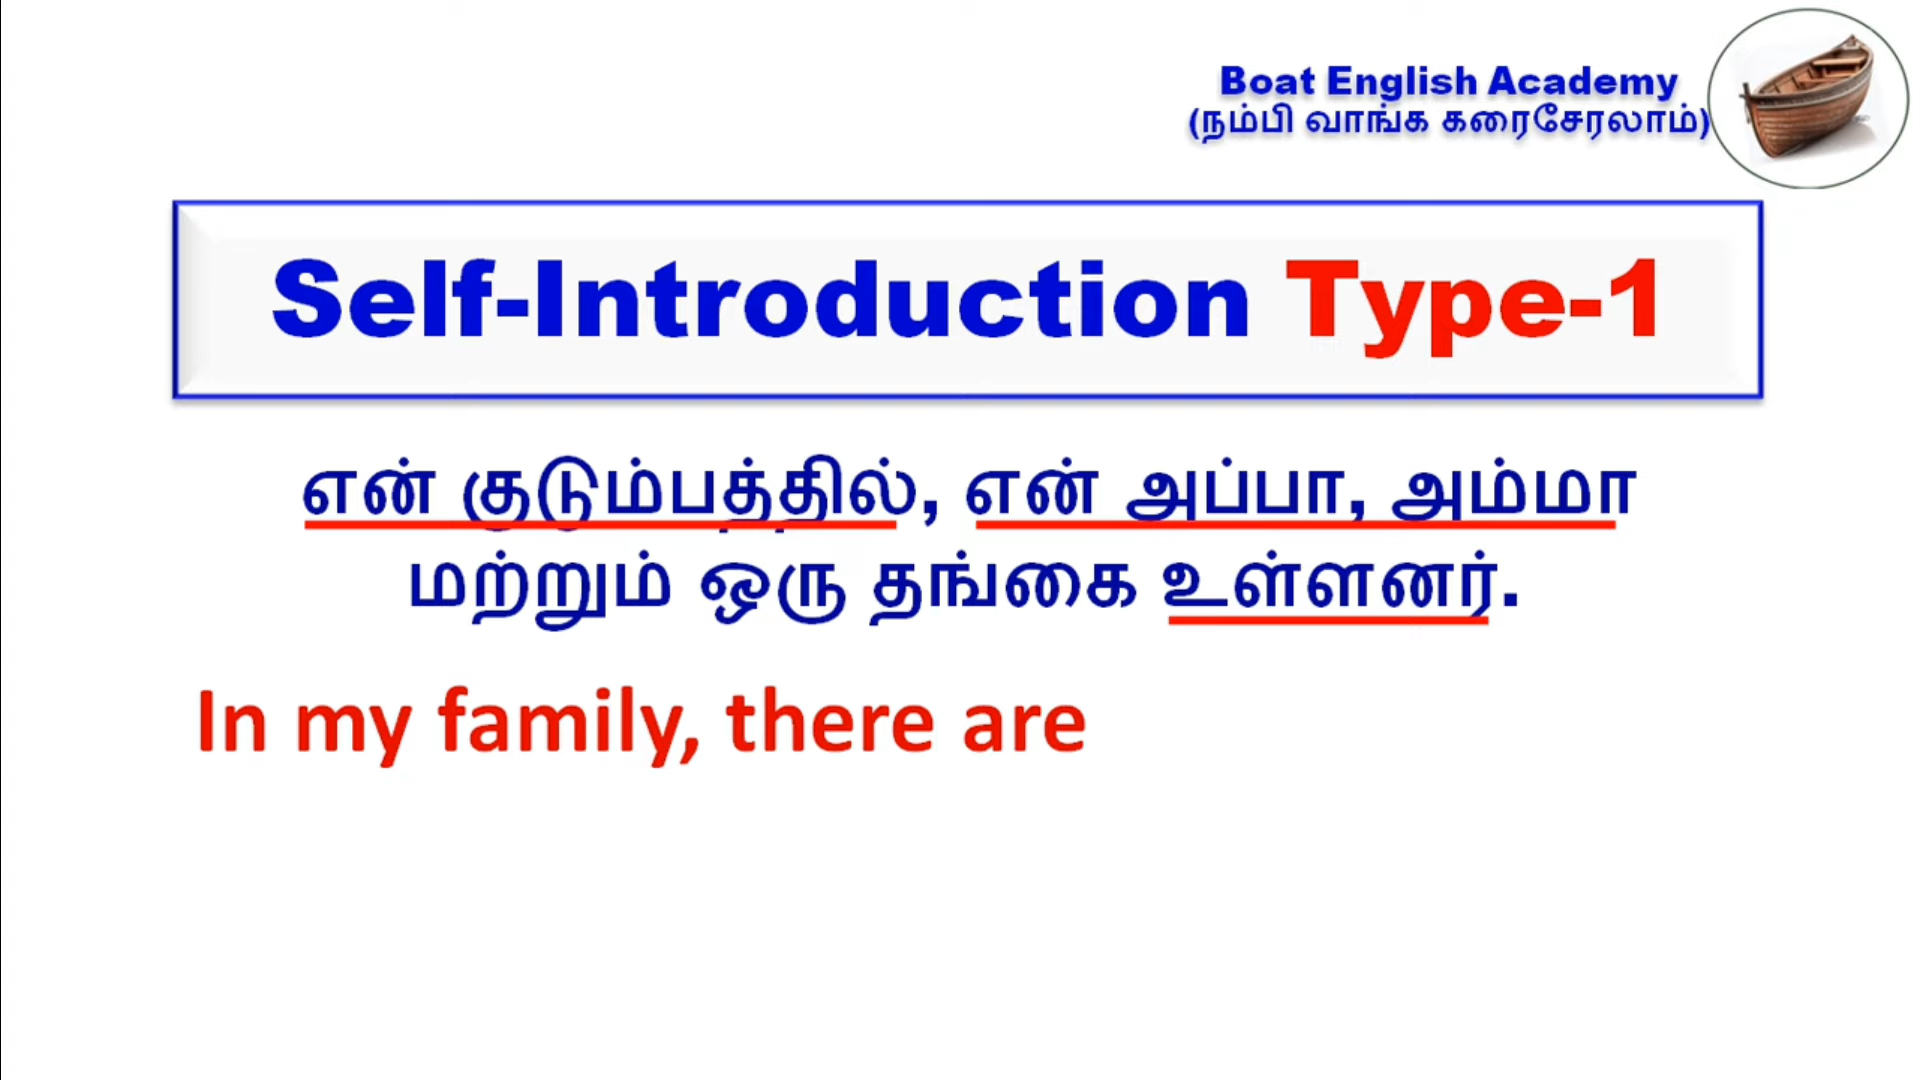 Boat English Academy
(நம்பி வாங்க கரைசேரலாம்)
Self-Introduction Type-1
என் குடும்பத்தில், என் அப்பா, அம்மா
மற்றும் ஒரு தங்கை உள்ளனர்.
In my family, there are